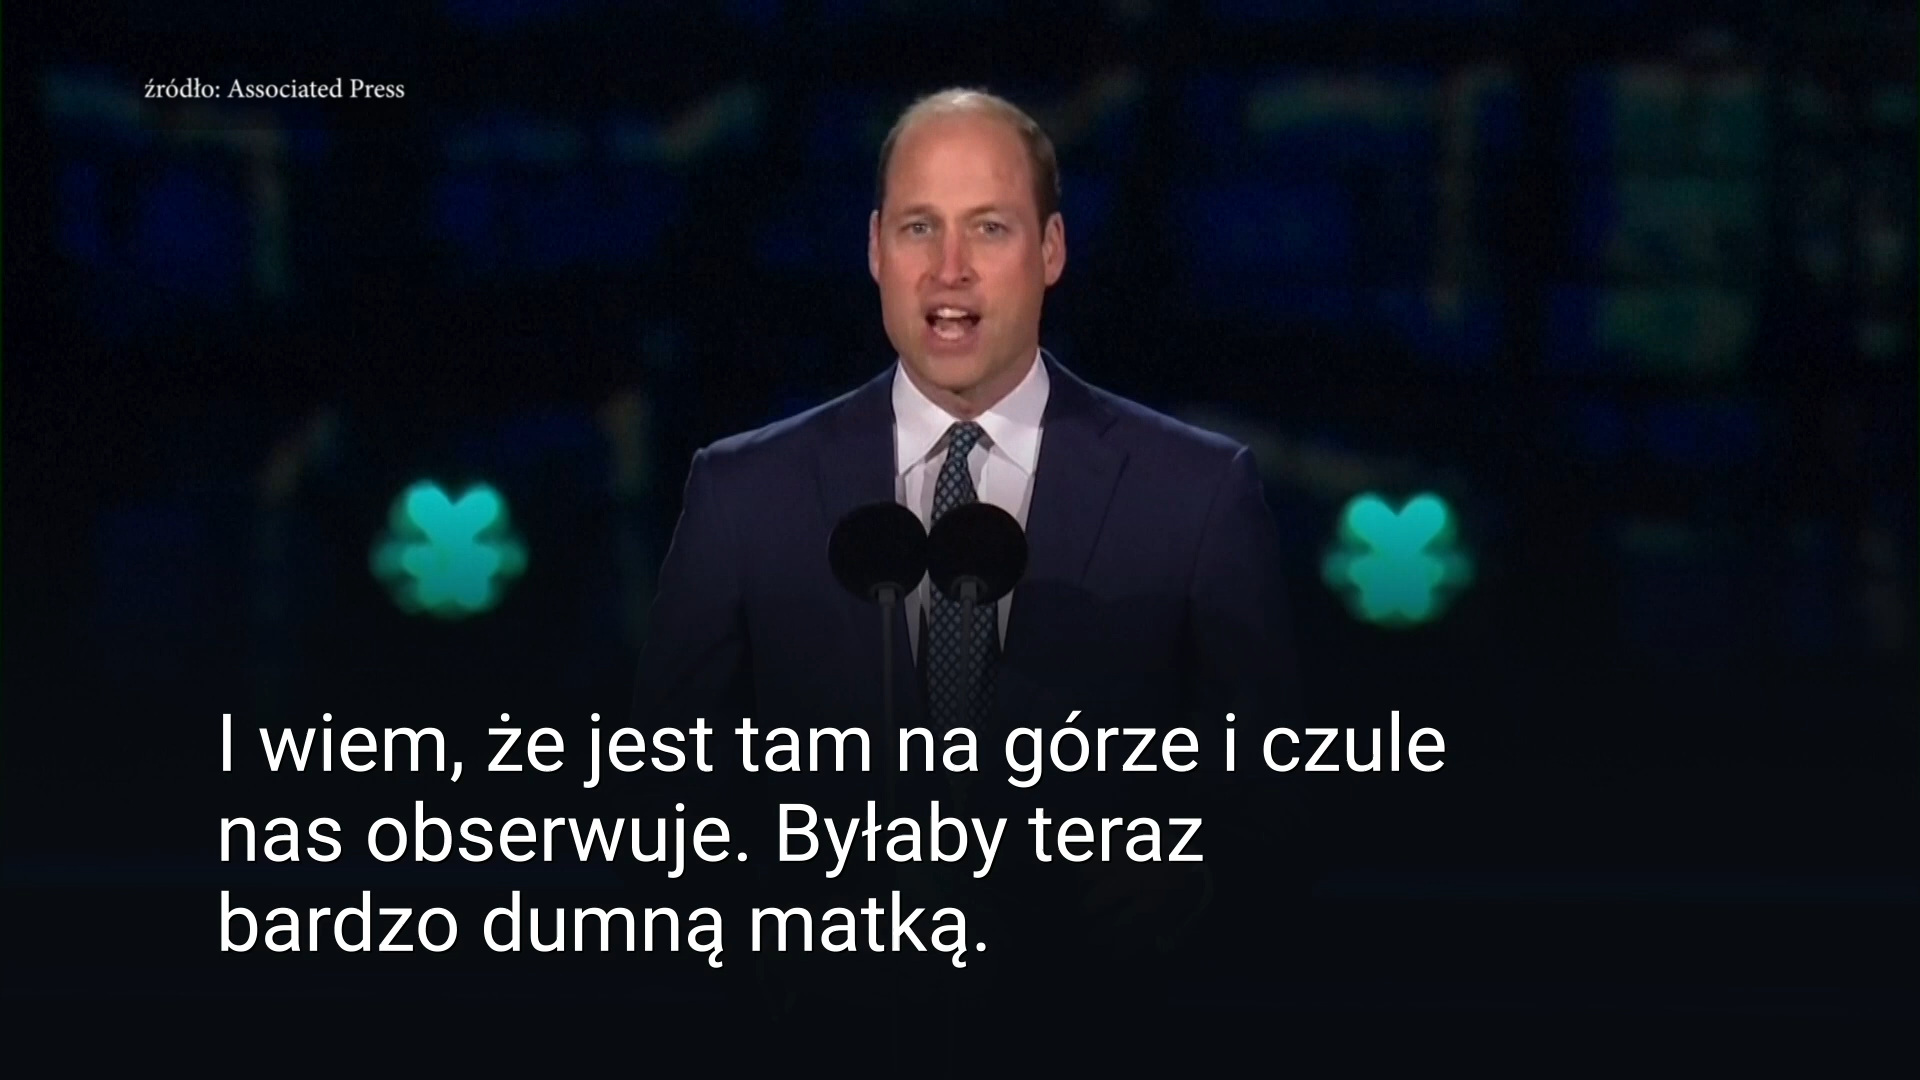 źródło: Associated Press
I wiem, że jest tam na górze i czule
nas obserwuje. Byłaby teraz
bardzo dumną matką.